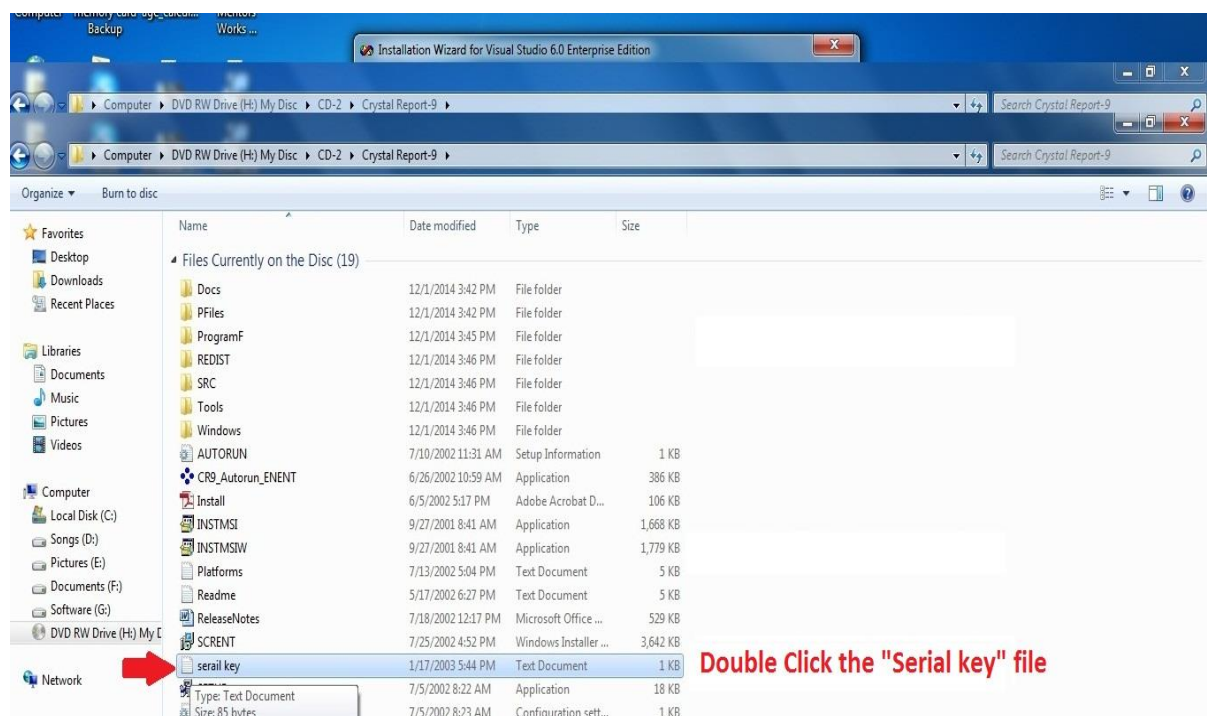 Computer memory card-age_calcul... Mentors
Backup Works ...
Installation Wizard for Visual Studio 6.0 Enterprise Edition
Computer DVD RW Drive (H:) My Disc CD-2 Crystal Report-9 Search Crystal Report-9
Computer DVD RW Drive (H:) My Disc CD-2 Crystal Report-9 Search Crystal Report-9
Organize Burn to disc
Favorites
Desktop
Downloads
Recent Places
Libraries
Documents
Music
Pictures
Videos
Computer
Local Disk (C:)
Songs (D:)
Pictures (E:)
Documents (F:)
Software (G:)
DVD RW Drive (H:) My D
Network
Name Date modified Type Size
Files Currently on the Disc (19)
Docs 12/1/2014 3:42 PM File folder
PFiles 12/1/2014 3:42 PM File folder
ProgramF 12/1/2014 3:45 PM File folder
REDIST 12/1/2014 3:46 PM File folder
SRC 12/1/2014 3:46 PM File folder
Tools 12/1/2014 3:46 PM File folder
Windows 12/1/2014 3:46 PM File folder
AUTORUN 7/10/2002 11:31 AM Setup Information 1 KB
CR9_Autorun_ENENT 6/26/2002 10:59 AM Application 386 KB
Install 6/5/2002 5:17 PM Adobe Acrobat D... 106 KB
INSTMSI 9/27/2001 8:41 AM Application 1,668 KB
INSTMSIW 9/27/2001 8:41 AM Application 1,779 KB
Platforms 7/13/2002 5:04 PM Text Document 5 KB
Readme 5/17/2002 6:27 PM Text Document 5 KB
ReleaseNotes 7/18/2002 12:17 PM Microsoft Office ... 529 KB
SCRENT 7/25/2002 4:52 PM Windows Installer ... 3,642 KB
serail key 1/17/2003 5:44 PM Text Document 1 KB
Double Click the "Serial key" file
7/5/2002 8:22 AM Application 18 KB
Type: Text Document
Size: 85 bytes
7/5/2002 8:23 AM Configuration sett... 1 KB